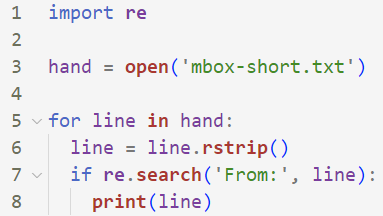 1 import re
2
3 hand = open('mbox-short.txt')
4
5 for line in hand:
6   line = line.rstrip()
7   if re.search('From:', line):
8     print(line)